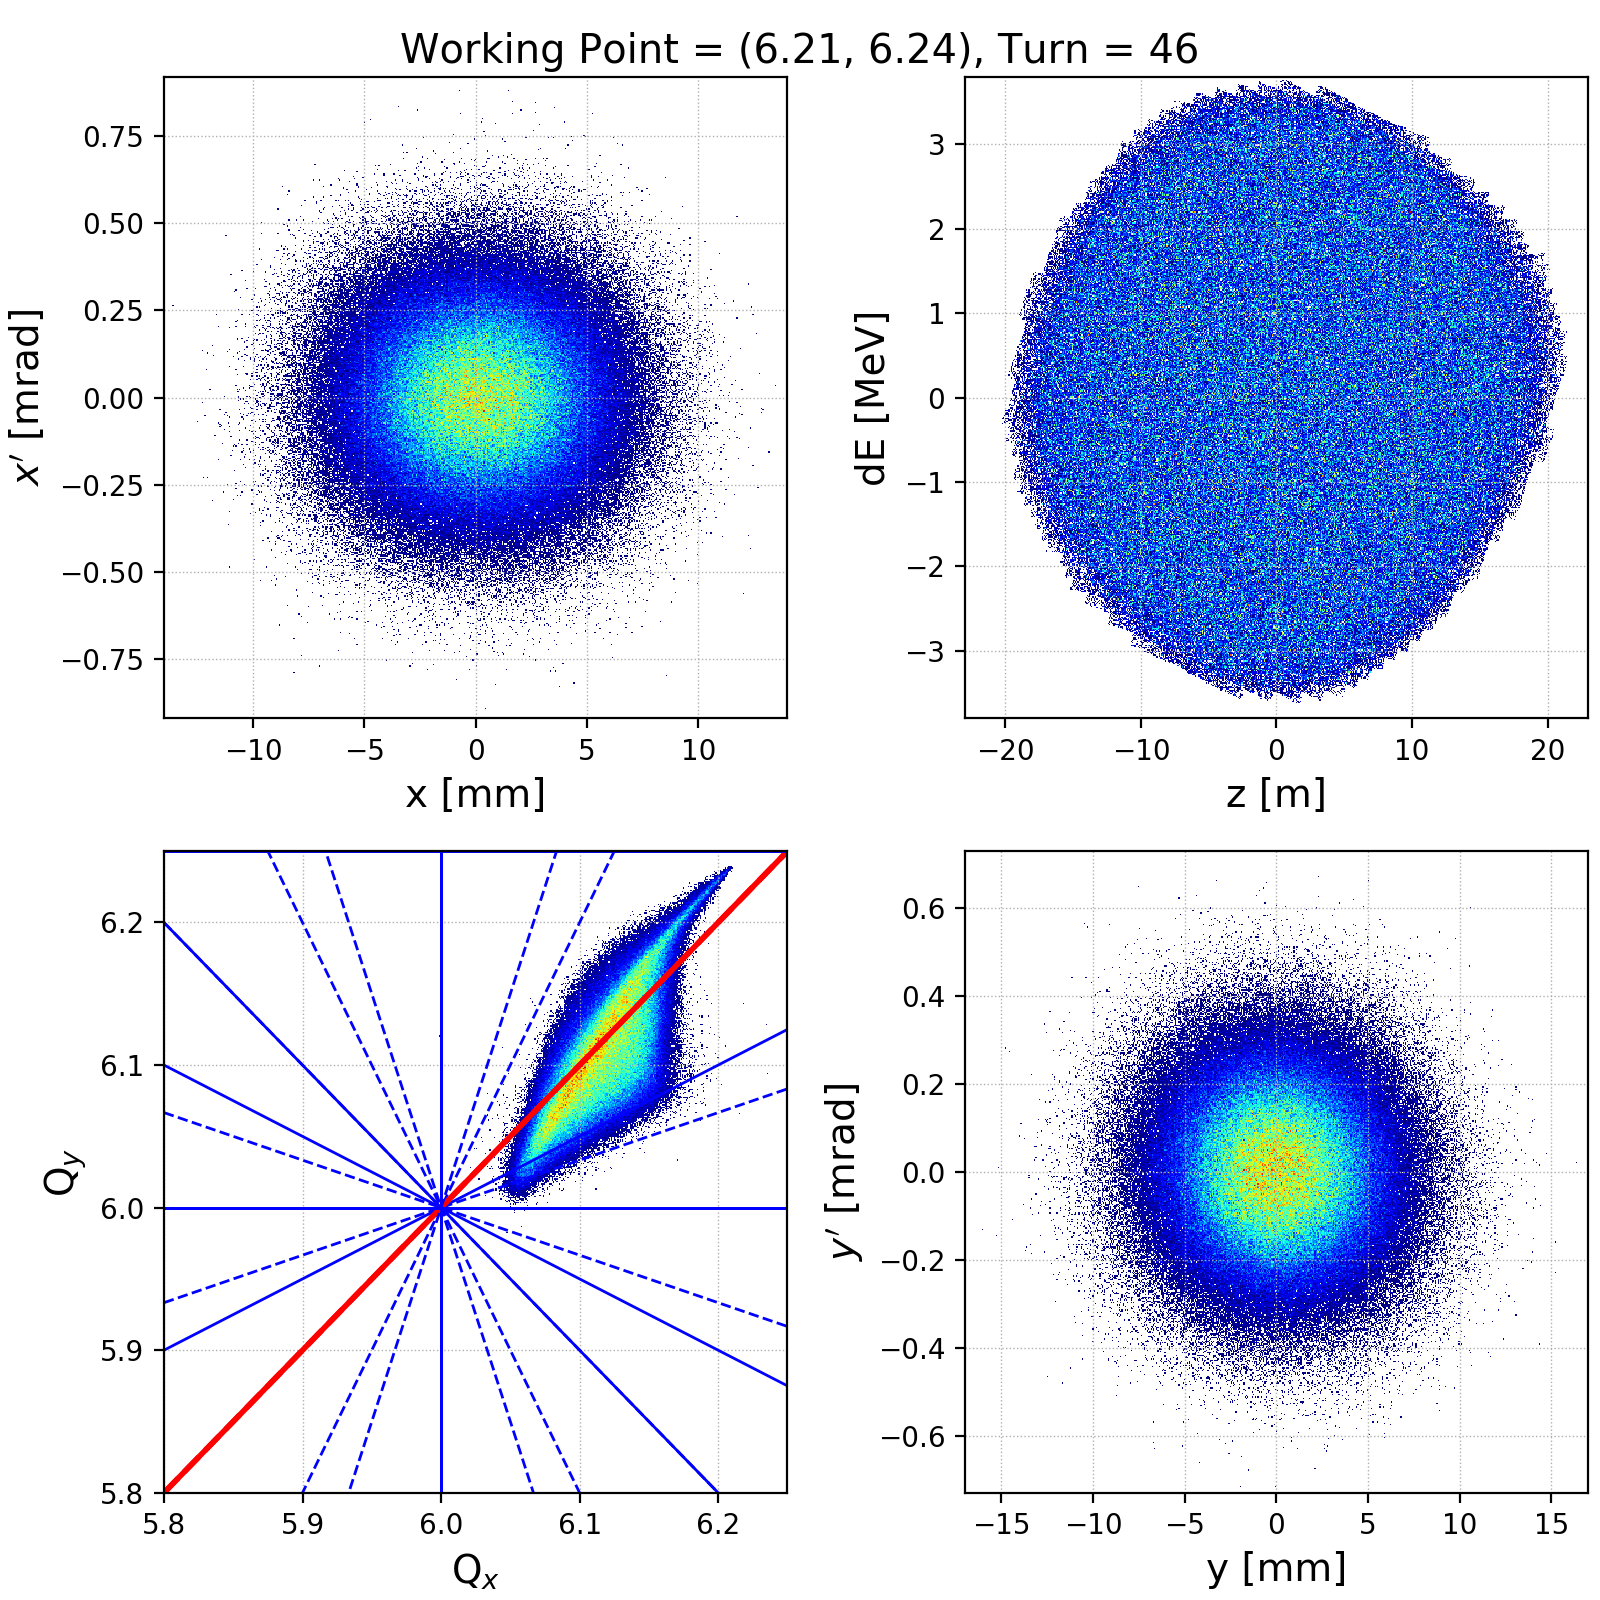 Working Point = (6.21, 6.24), Turn = 46
0.75
0.50
0.25
0.00
−0.25
−0.50
−0.75
x′ [mrad]
−10 −5 0 5 10
x [mm]
3
2
1
0
−1
−2
−3
dE [MeV]
−20 −10 0 10 20
z [m]
6.2
6.1
6.0
5.9
5.8
Qy
5.8 5.9 6.0 6.1 6.2
Qx
0.6
0.4
0.2
0.0
−0.2
−0.4
−0.6
y′ [mrad]
−15 −10 −5 0 5 10 15
y [mm]